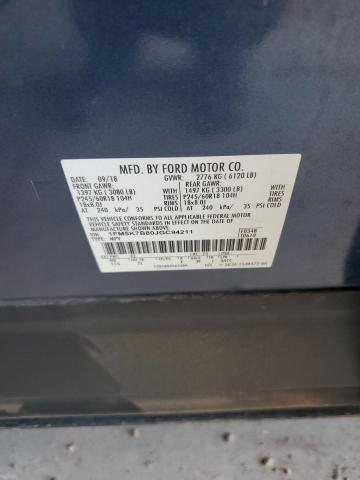 MFD. BY FORD MOTOR CO.
DATE: 09/18 GVWR: 2776 KG ( 6120 LB)
FRONT GAWR: REAR GAWR:
1397 KG ( 3080 LB) WITH 1497 KG ( 3300 LB) WITH
P245/60R18 104H TIRES P245/60R18 104H TIRES
18x8.0J RIMS 18x8.0J RIMS
AT 240 kPa/ 35 PSI COLD AT 240 kPa/ 35 PSI COLD
THIS VEHICLE CONFORMS TO ALL APPLICABLE FEDERAL MOTOR
VEHICLE SAFETY STANDARDS IN EFFECT ON THE DATE OF
MANUFACTURE SHOWN ABOVE.
VIN: 1FM5K7B80JGC94211
TYPE: MPV
F0348
T0610